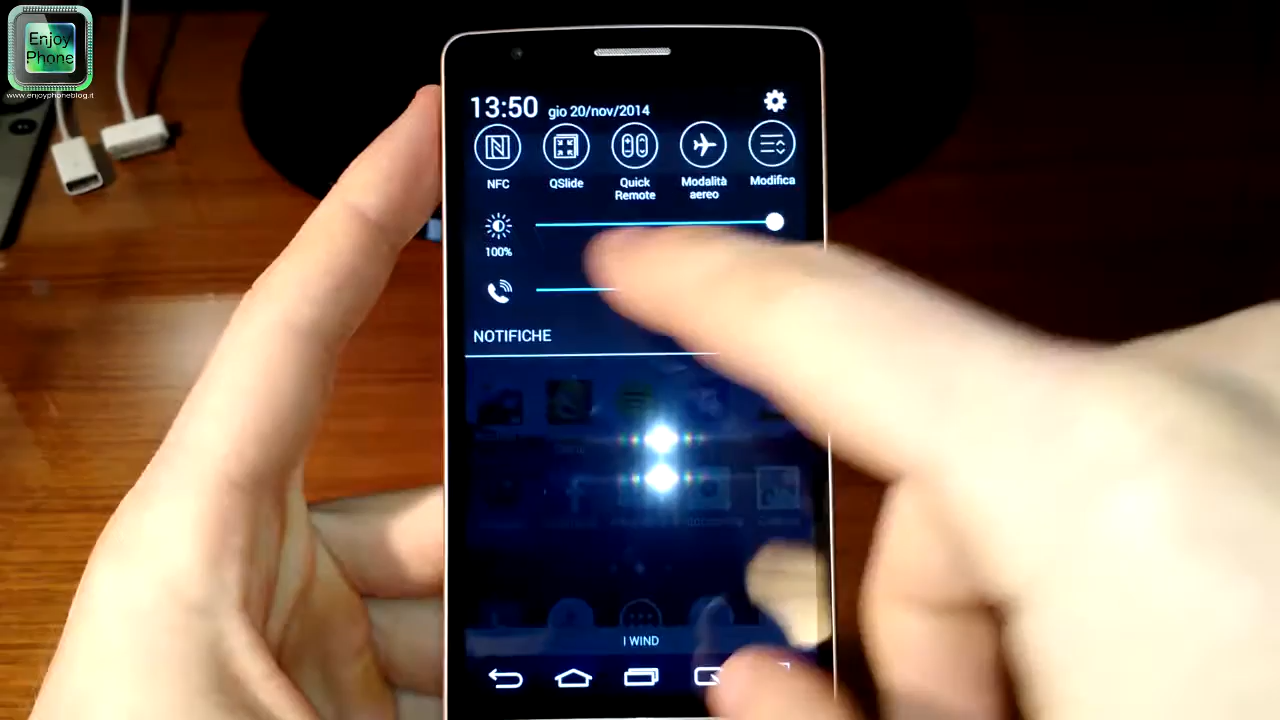 Enjoy
Phone
www.enjoyphoneblog.it
13:50 gio 20/nov/2014
NFC
QSlide
Quick
Remote
Modalità
aereo
Modifica
100%
NOTIFICHE
I WIND